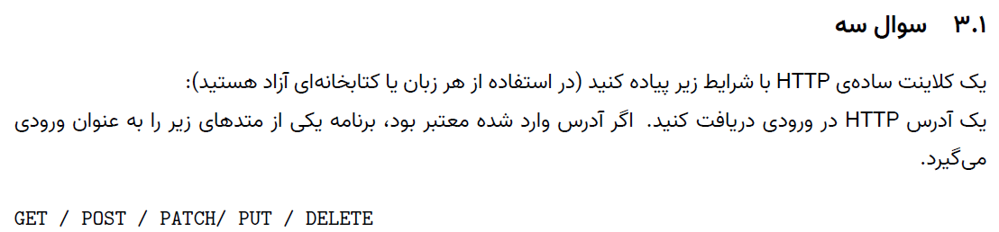 ۳.۱ سوال سه
یک کلاینت ساده‌ی HTTP با شرایط زیر پیاده کنید (در استفاده از هر زبان یا کتابخانه‌ای آزاد هستید):
یک آدرس HTTP در ورودی دریافت کنید. اگر آدرس وارد شده معتبر بود، برنامه یکی از متدهای زیر را به عنوان ورودی
می‌گیرد.
GET / POST / PATCH/ PUT / DELETE